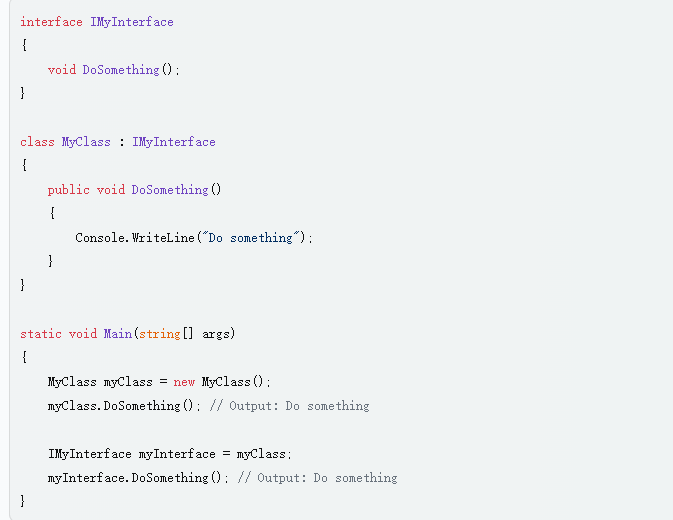 interface IMyInterface
{
    void DoSomething();
}

class MyClass : IMyInterface
{
    public void DoSomething()
    {
        Console.WriteLine("Do something");
    }
}

static void Main(string[] args)
{
    MyClass myClass = new MyClass();
    myClass.DoSomething(); // Output: Do something

    IMyInterface myInterface = myClass;
    myInterface.DoSomething(); // Output: Do something
}